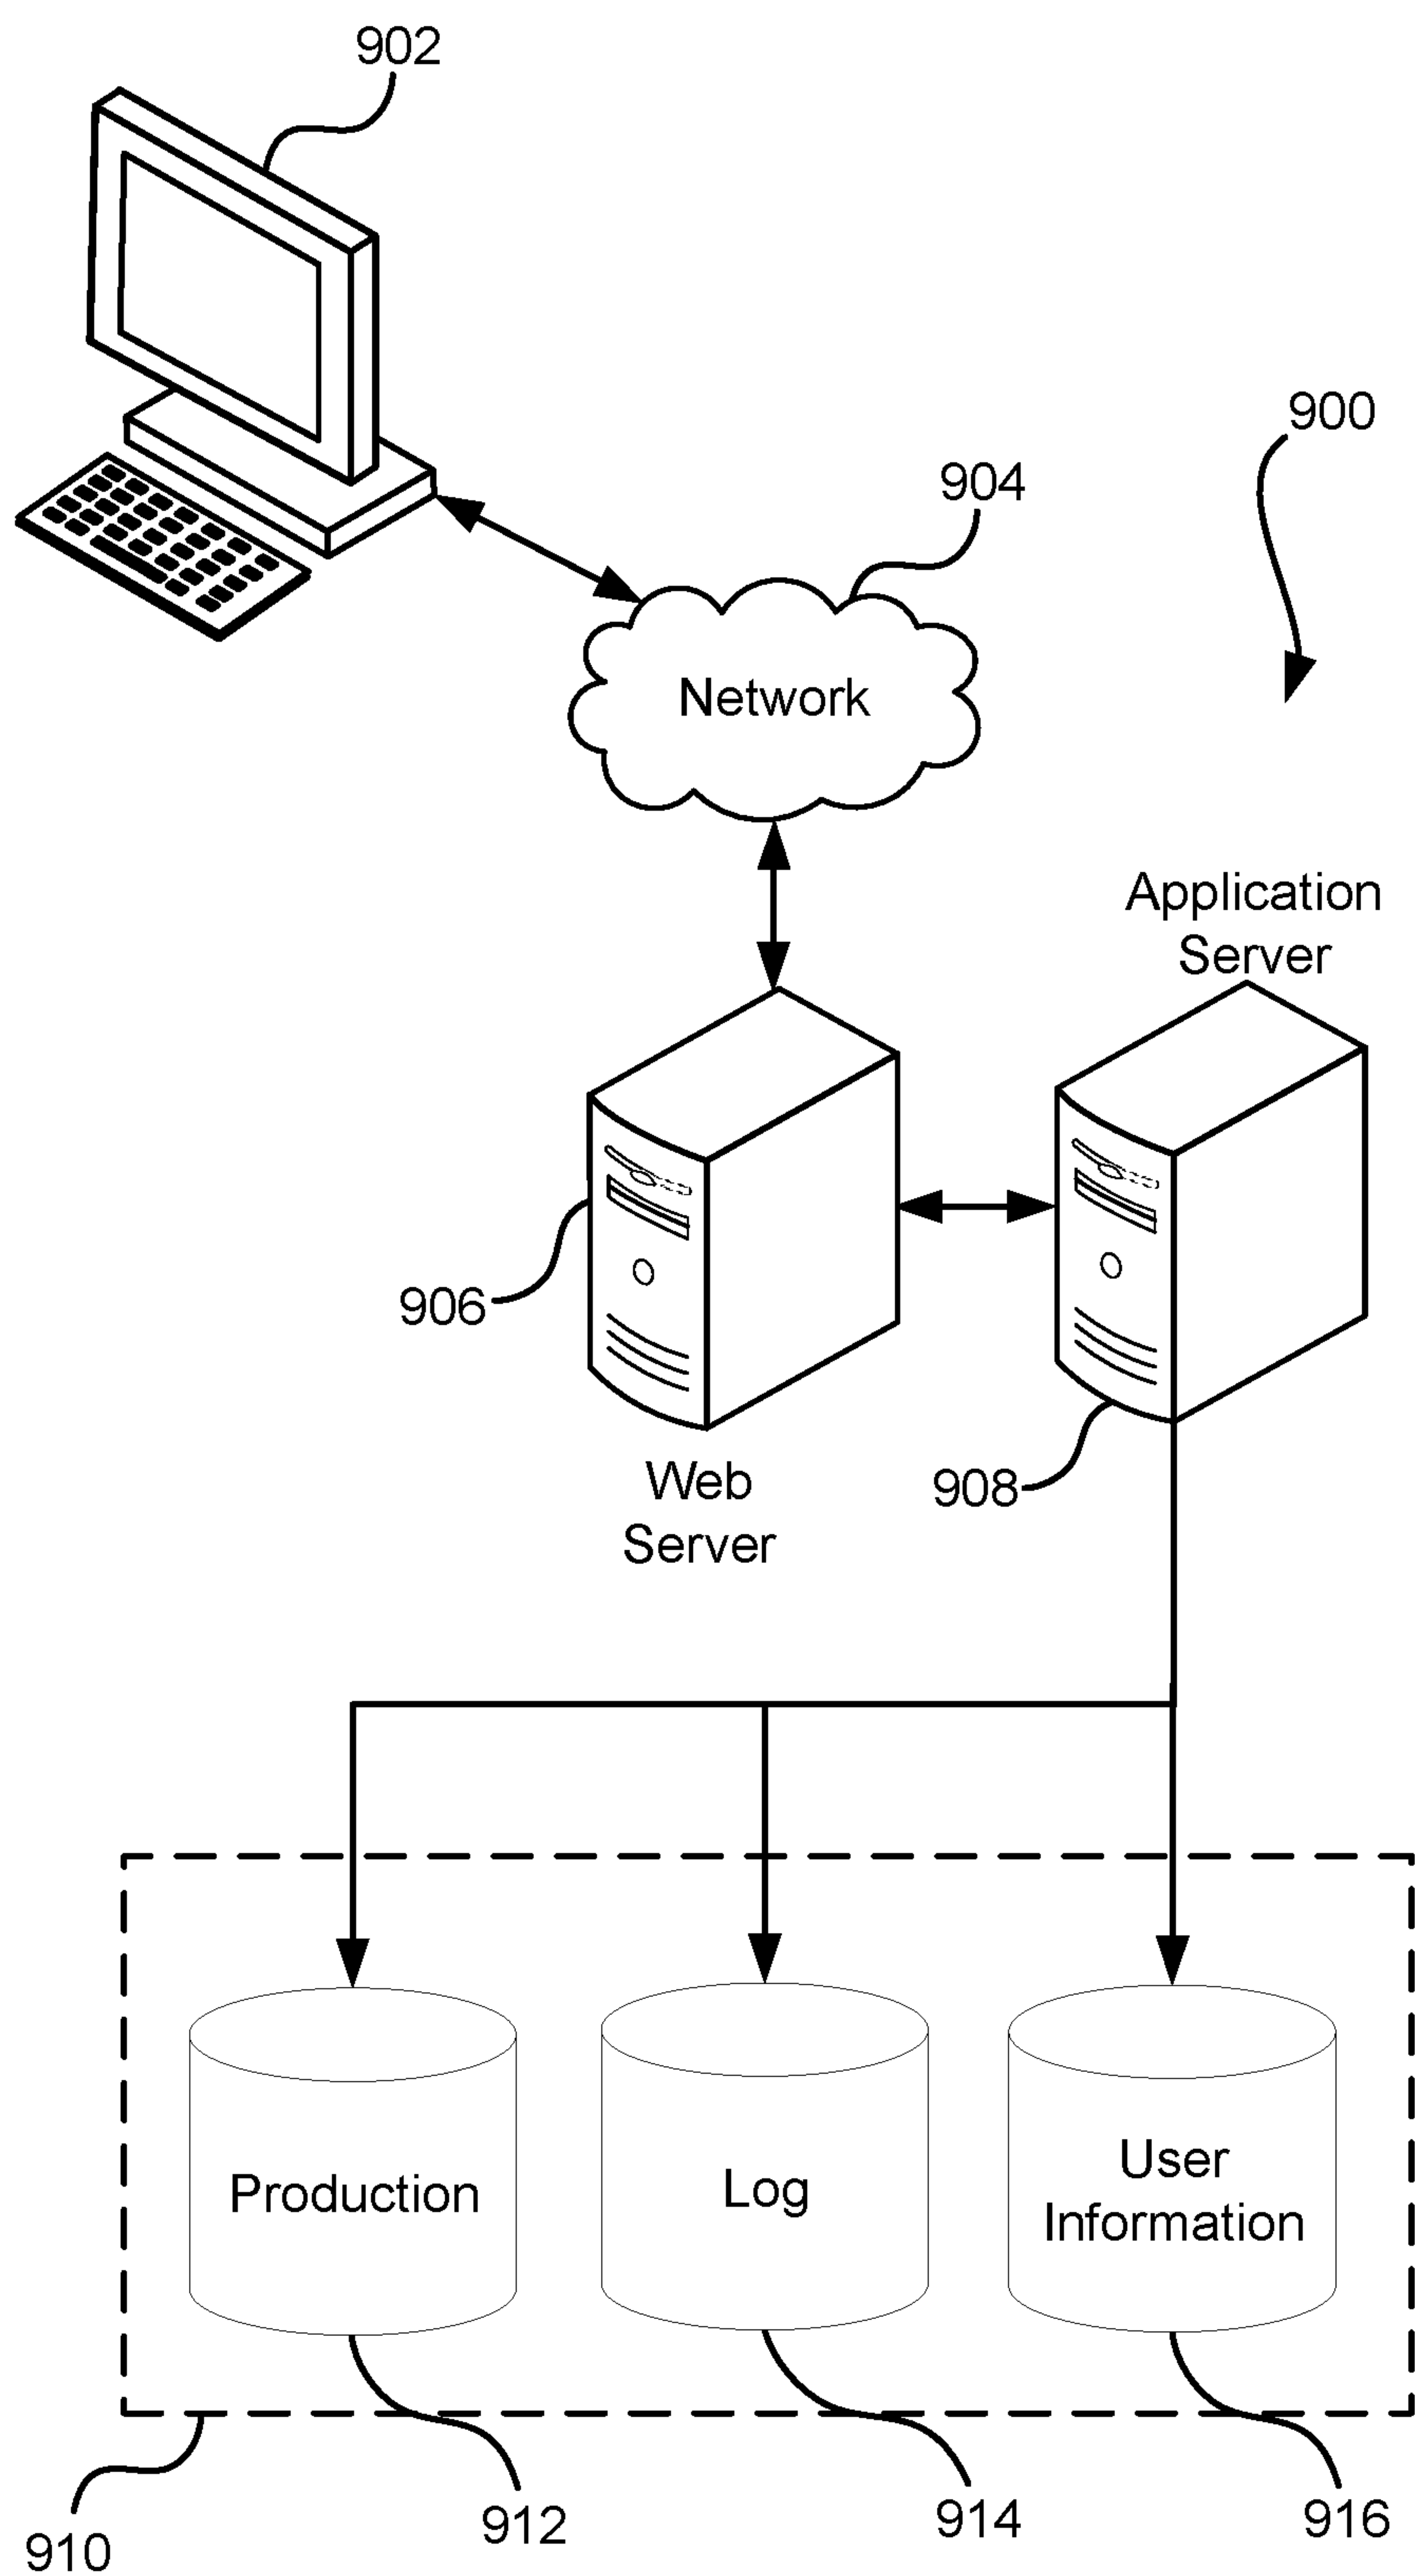 902
900
904
Network
Application
Server
906
908
Web
Server
Production
Log
User
Information
910
912
914
916